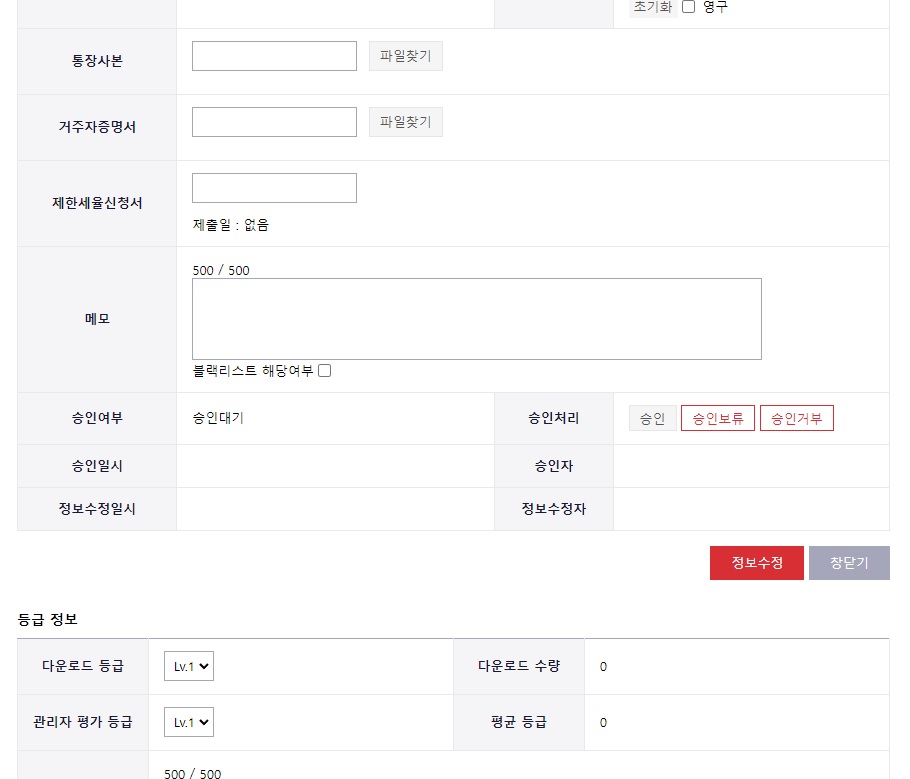 초기화 영구
통장사본 파일찾기
거주자증명서 파일찾기
제한세율신청서
제출일 : 없음
500 / 500
메모
블랙리스트 해당여부
승인여부 승인대기 승인처리 승인 승인보류 승인거부
승인일시 승인자
정보수정일시 정보수정자
정보수정 창닫기
등급 정보
다운로드 등급 Lv.1 다운로드 수량 0
관리자 평가 등급 Lv.1 평균 등급 0
500 / 500